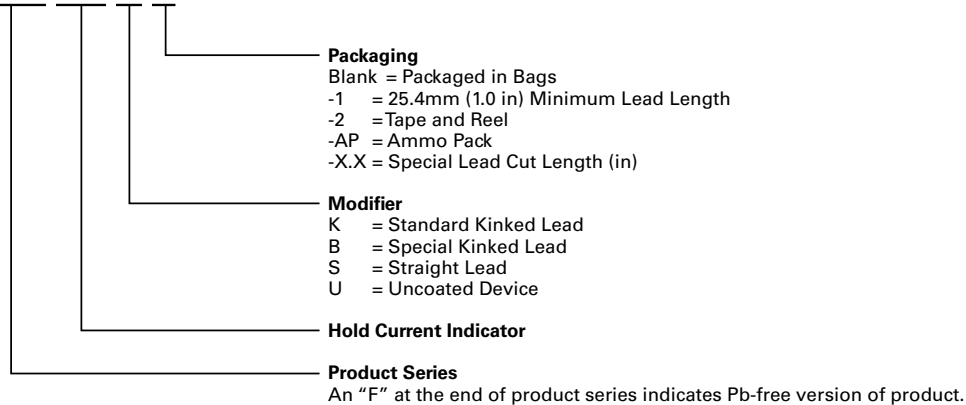 Packaging
Blank = Packaged in Bags
-1 = 25.4mm (1.0 in) Minimum Lead Length
-2 =Tape and Reel
-AP = Ammo Pack
-X.X = Special Lead Cut Length (in)
Modifier
K = Standard Kinked Lead
B = Special Kinked Lead
S = Straight Lead
U = Uncoated Device
Hold Current Indicator
Product Series
An “F” at the end of product series indicates Pb-free version of product.